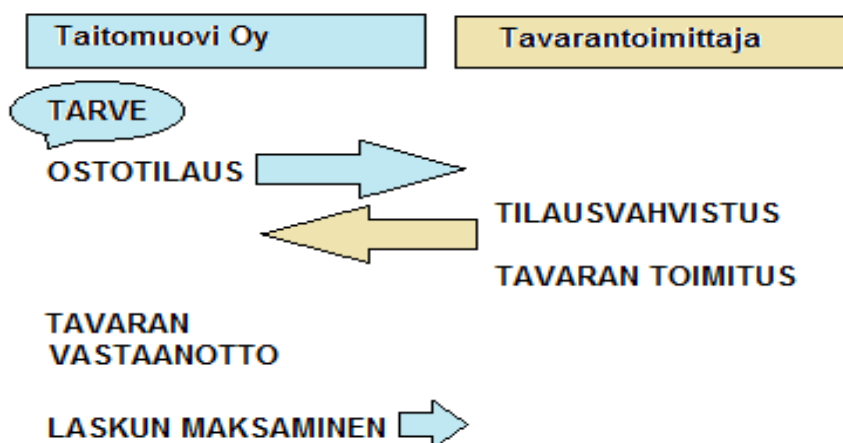 Taitomuovi Oy
Tavarantoimittaja
TARVE
OSTOTILAUS
TILAUSVAHVISTUS
TAVARAN TOIMITUS
TAVARAN
VASTAANOTTO
LASKUN MAKSAMINEN